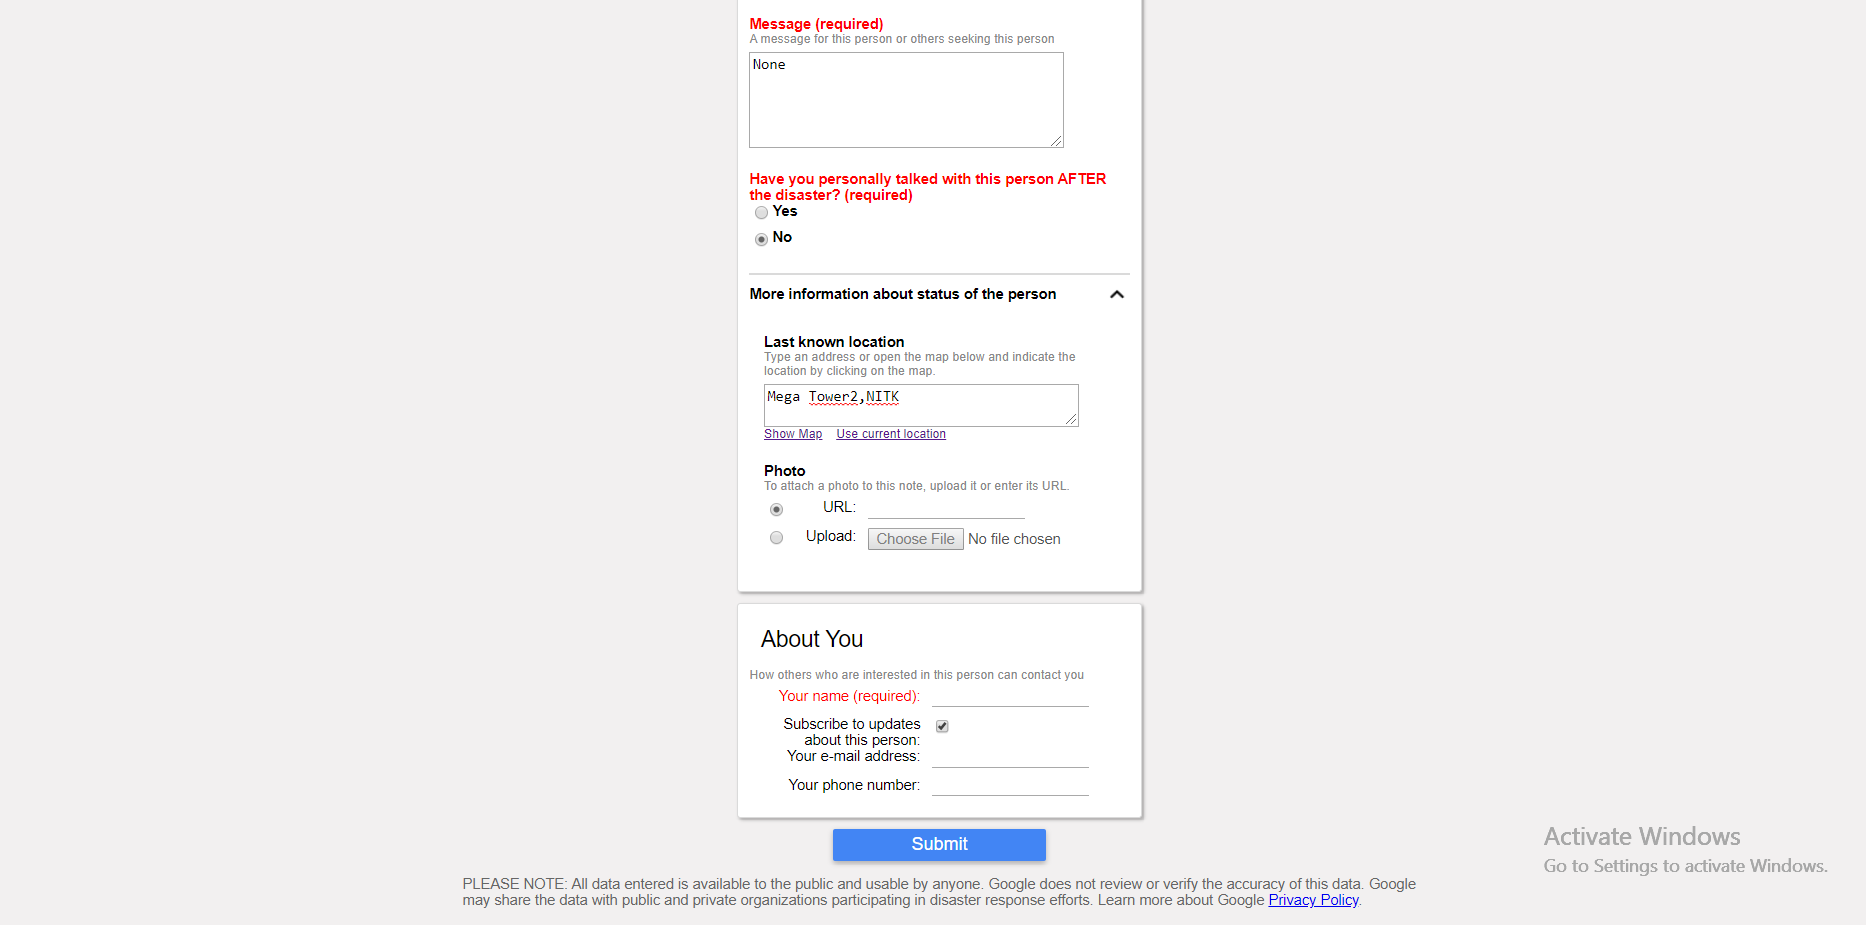 Message (required)
A message for this person or others seeking this person
None
Have you personally talked with this person AFTER
the disaster? (required)
Yes
No
More information about status of the person
Last known location
Type an address or open the map below and indicate the
location by clicking on the map.
Mega Tower2,NITK
Show Map Use current location
Photo
To attach a photo to this note, upload it or enter its URL.
URL:
Upload: Choose File No file chosen
About You
How others who are interested in this person can contact you
Your name (required):
Subscribe to updates
about this person:
Your e-mail address:
Your phone number:
Submit
Activate Windows
Go to Settings to activate Windows.
PLEASE NOTE: All data entered is available to the public and usable by anyone. Google does not review or verify the accuracy of this data. Google
may share the data with public and private organizations participating in disaster response efforts. Learn more about Google Privacy Policy.